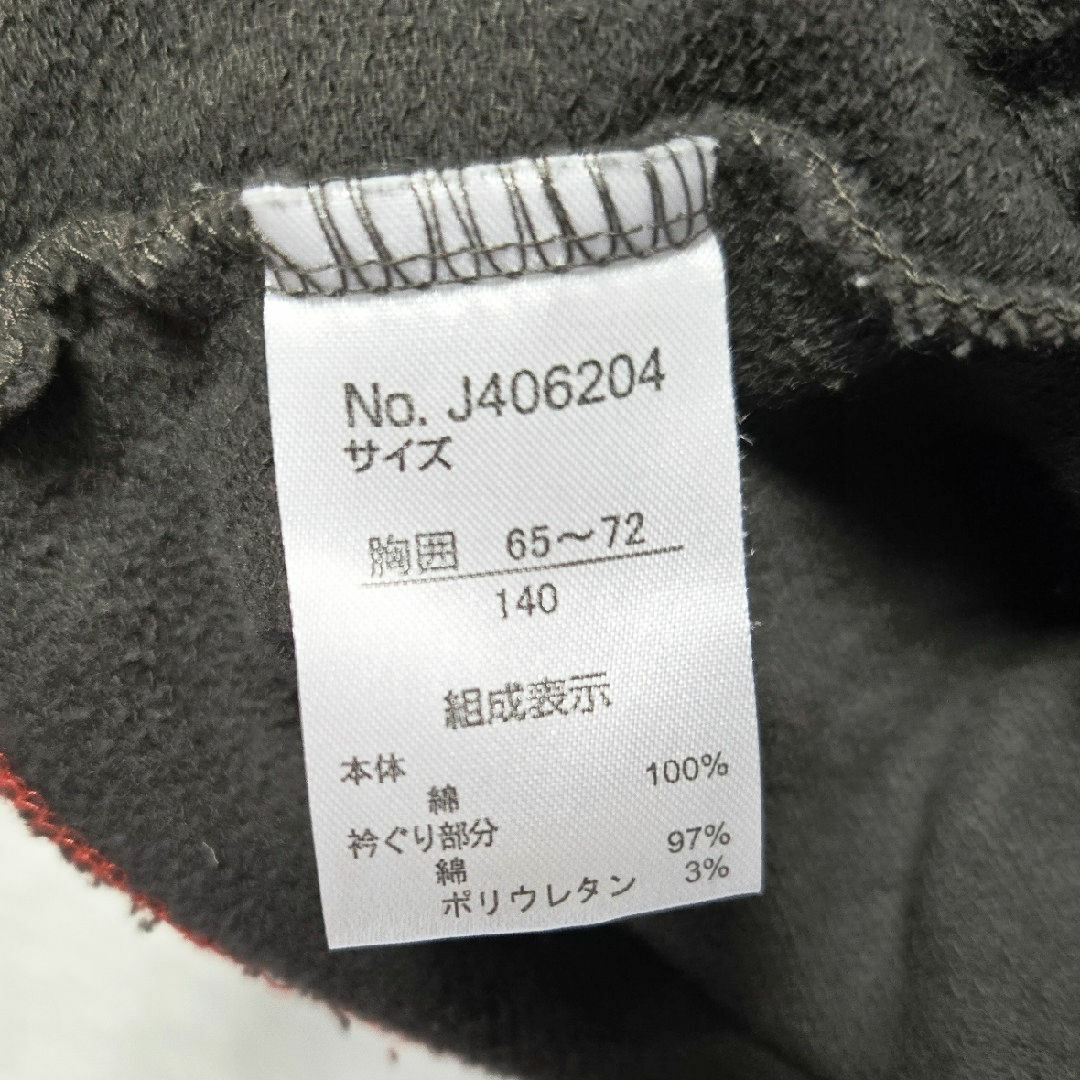 No. J406204
サイズ
胸囲 65～72
140
組成表示
本体
綿 100%
衿ぐり部分
綿 97%
ポリウレタン 3%